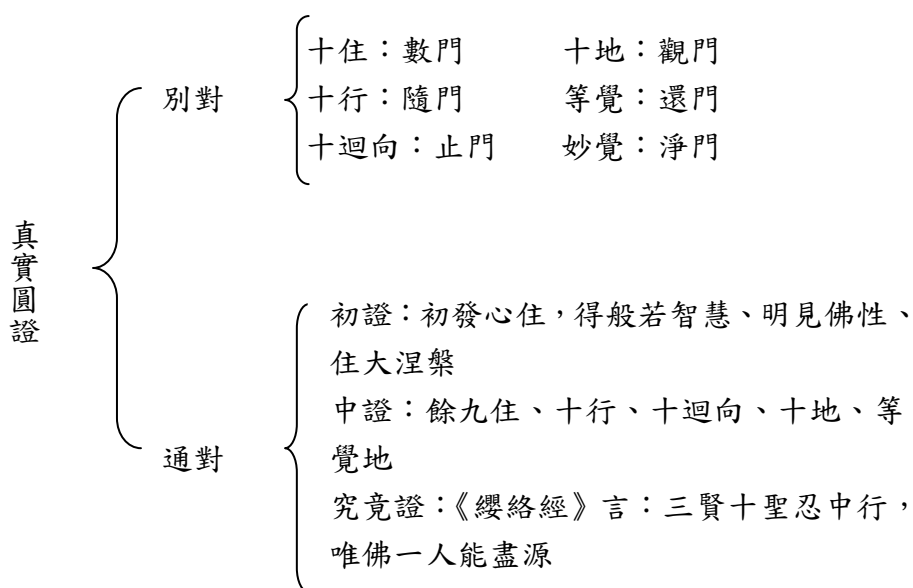 真實圓證
別對
十住：數門　十地：觀門
十行：隨門　等覺：還門
十迴向：止門　妙覺：淨門
通對
初證：初發心住，得般若智慧、明見佛性、
住大涅槃
中證：餘九住、十行、十迴向、十地、等
覺地
究竟證：《纓絡經》言：三賢十聖忍中行，
唯佛一人能盡源